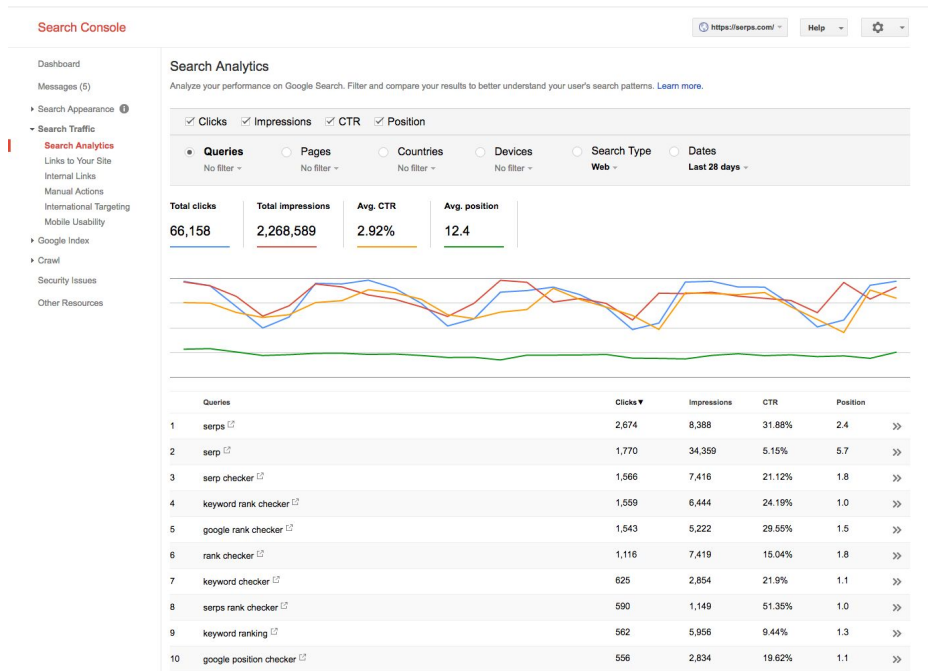 Search Console
https://serps.com/
Help
Dashboard
Messages (5)
Search Appearance
Search Traffic
Search Analytics
Links to Your Site
Internal Links
Manual Actions
International Targeting
Mobile Usability
Google Index
Crawl
Security Issues
Other Resources
Search Analytics
Analyze your performance on Google Search. Filter and compare your results to better understand your user's search patterns. Learn more.
Clicks Impressions CTR Position
Queries Pages Countries Devices Search Type Dates
No filter No filter No filter No filter Web Last 28 days
Total clicks Total impressions Avg. CTR Avg. position
66,158 2,268,589 2.92% 12.4
Queries Clicks▼ Impressions CTR Position
1 serps 2,674 8,388 31.88% 2.4 »
2 serp 1,770 34,359 5.15% 5.7 »
3 serp checker 1,566 7,416 21.12% 1.8 »
4 keyword rank checker 1,559 6,444 24.19% 1.0 »
5 google rank checker 1,543 5,222 29.55% 1.5 »
6 rank checker 1,116 7,419 15.04% 1.8 »
7 keyword checker 625 2,854 21.9% 1.1 »
8 serps rank checker 590 1,149 51.35% 1.0 »
9 keyword ranking 562 5,956 9.44% 1.3 »
10 google position checker 556 2,834 19.62% 1.1 »